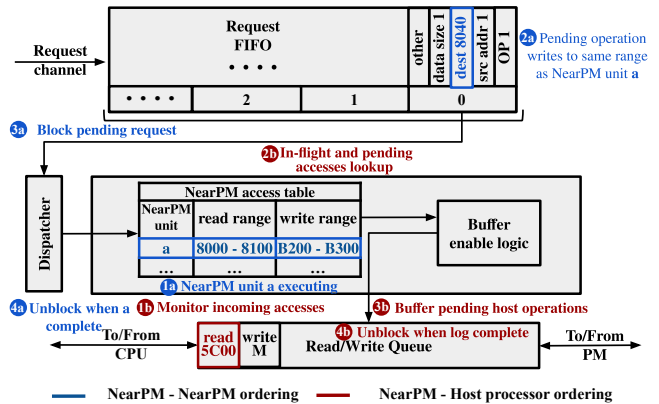 Request
channel
Request
FIFO
• • • •
other
data size 1
dest 8040
src addr 1
OP 1
2a Pending operation
writes to same range
as NearPM unit a
• • • •
2
1
0
3a Block pending request
2b In-flight and pending
accesses lookup
Dispatcher
NearPM access table
NearPM
unit
read range
write range
a
8000 - 8100
B200 - B300
...
...
...
Buffer
enable logic
1a NearPM unit a executing
4a Unblock when a
complete
1b Monitor incoming accesses
3b Buffer pending host operations
To/From
CPU
read
5C00
write
M
4b Unblock when log complete
Read/Write Queue
To/From
PM
NearPM - NearPM ordering
NearPM - Host processor ordering